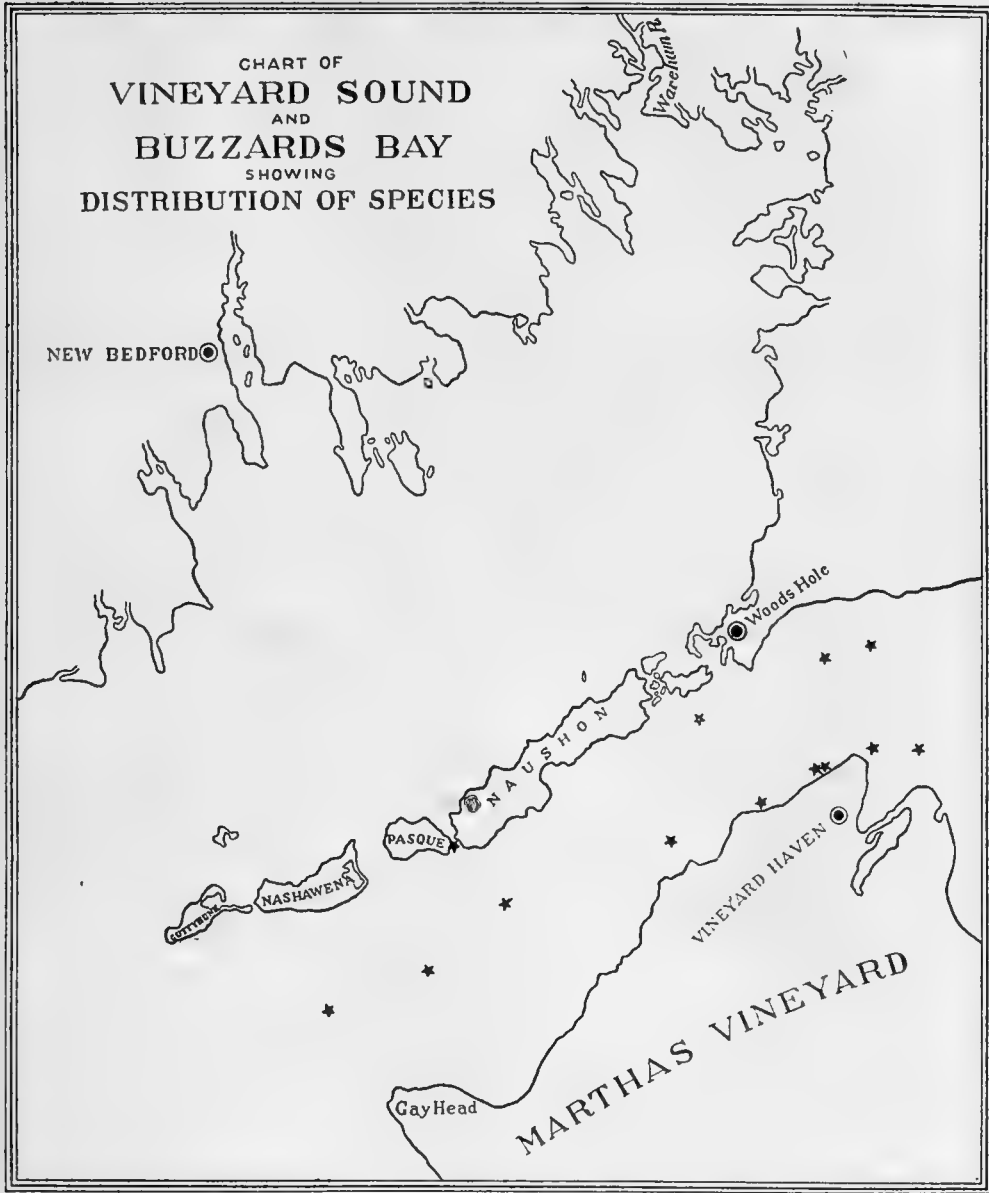 CHART OF
VINEYARD SOUND
AND
BUZZARDS BAY
SHOWING
DISTRIBUTION OF SPECIES
Wareham R
NEW BEDFORD
Woods Hole
NAUSHON
PASQUE
NASHAWENA
CUTTYHUNK
VINEYARD HAVEN
MARTHAS VINEYARD
Gay Head